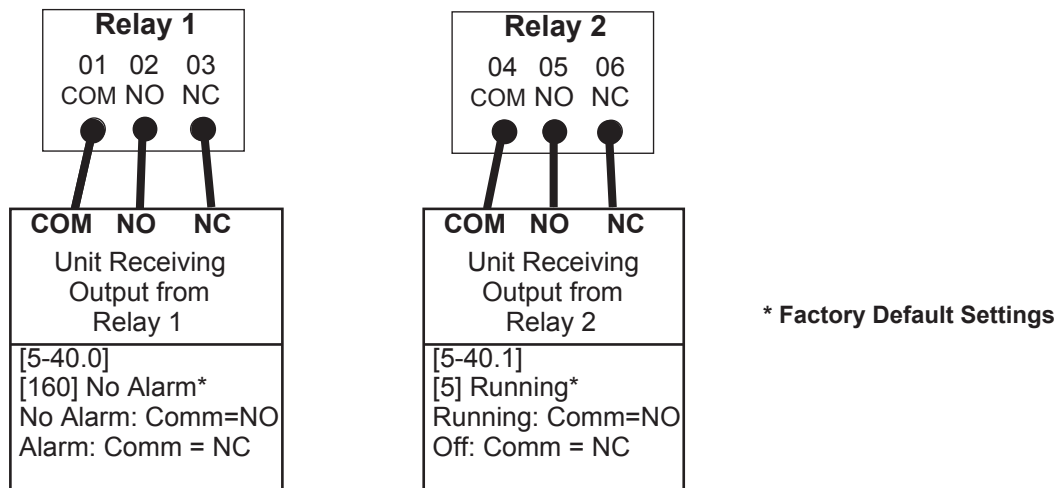 Relay 1
01 02 03
COM NO NC
COM NO NC
Unit Receiving
Output from
Relay 1
[5-40.0]
[160] No Alarm*
No Alarm: Comm=NO
Alarm: Comm = NC
Relay 2
04 05 06
COM NO NC
COM NO NC
Unit Receiving
Output from
Relay 2
[5-40.1]
[5] Running*
Running: Comm=NO
Off: Comm = NC
* Factory Default Settings